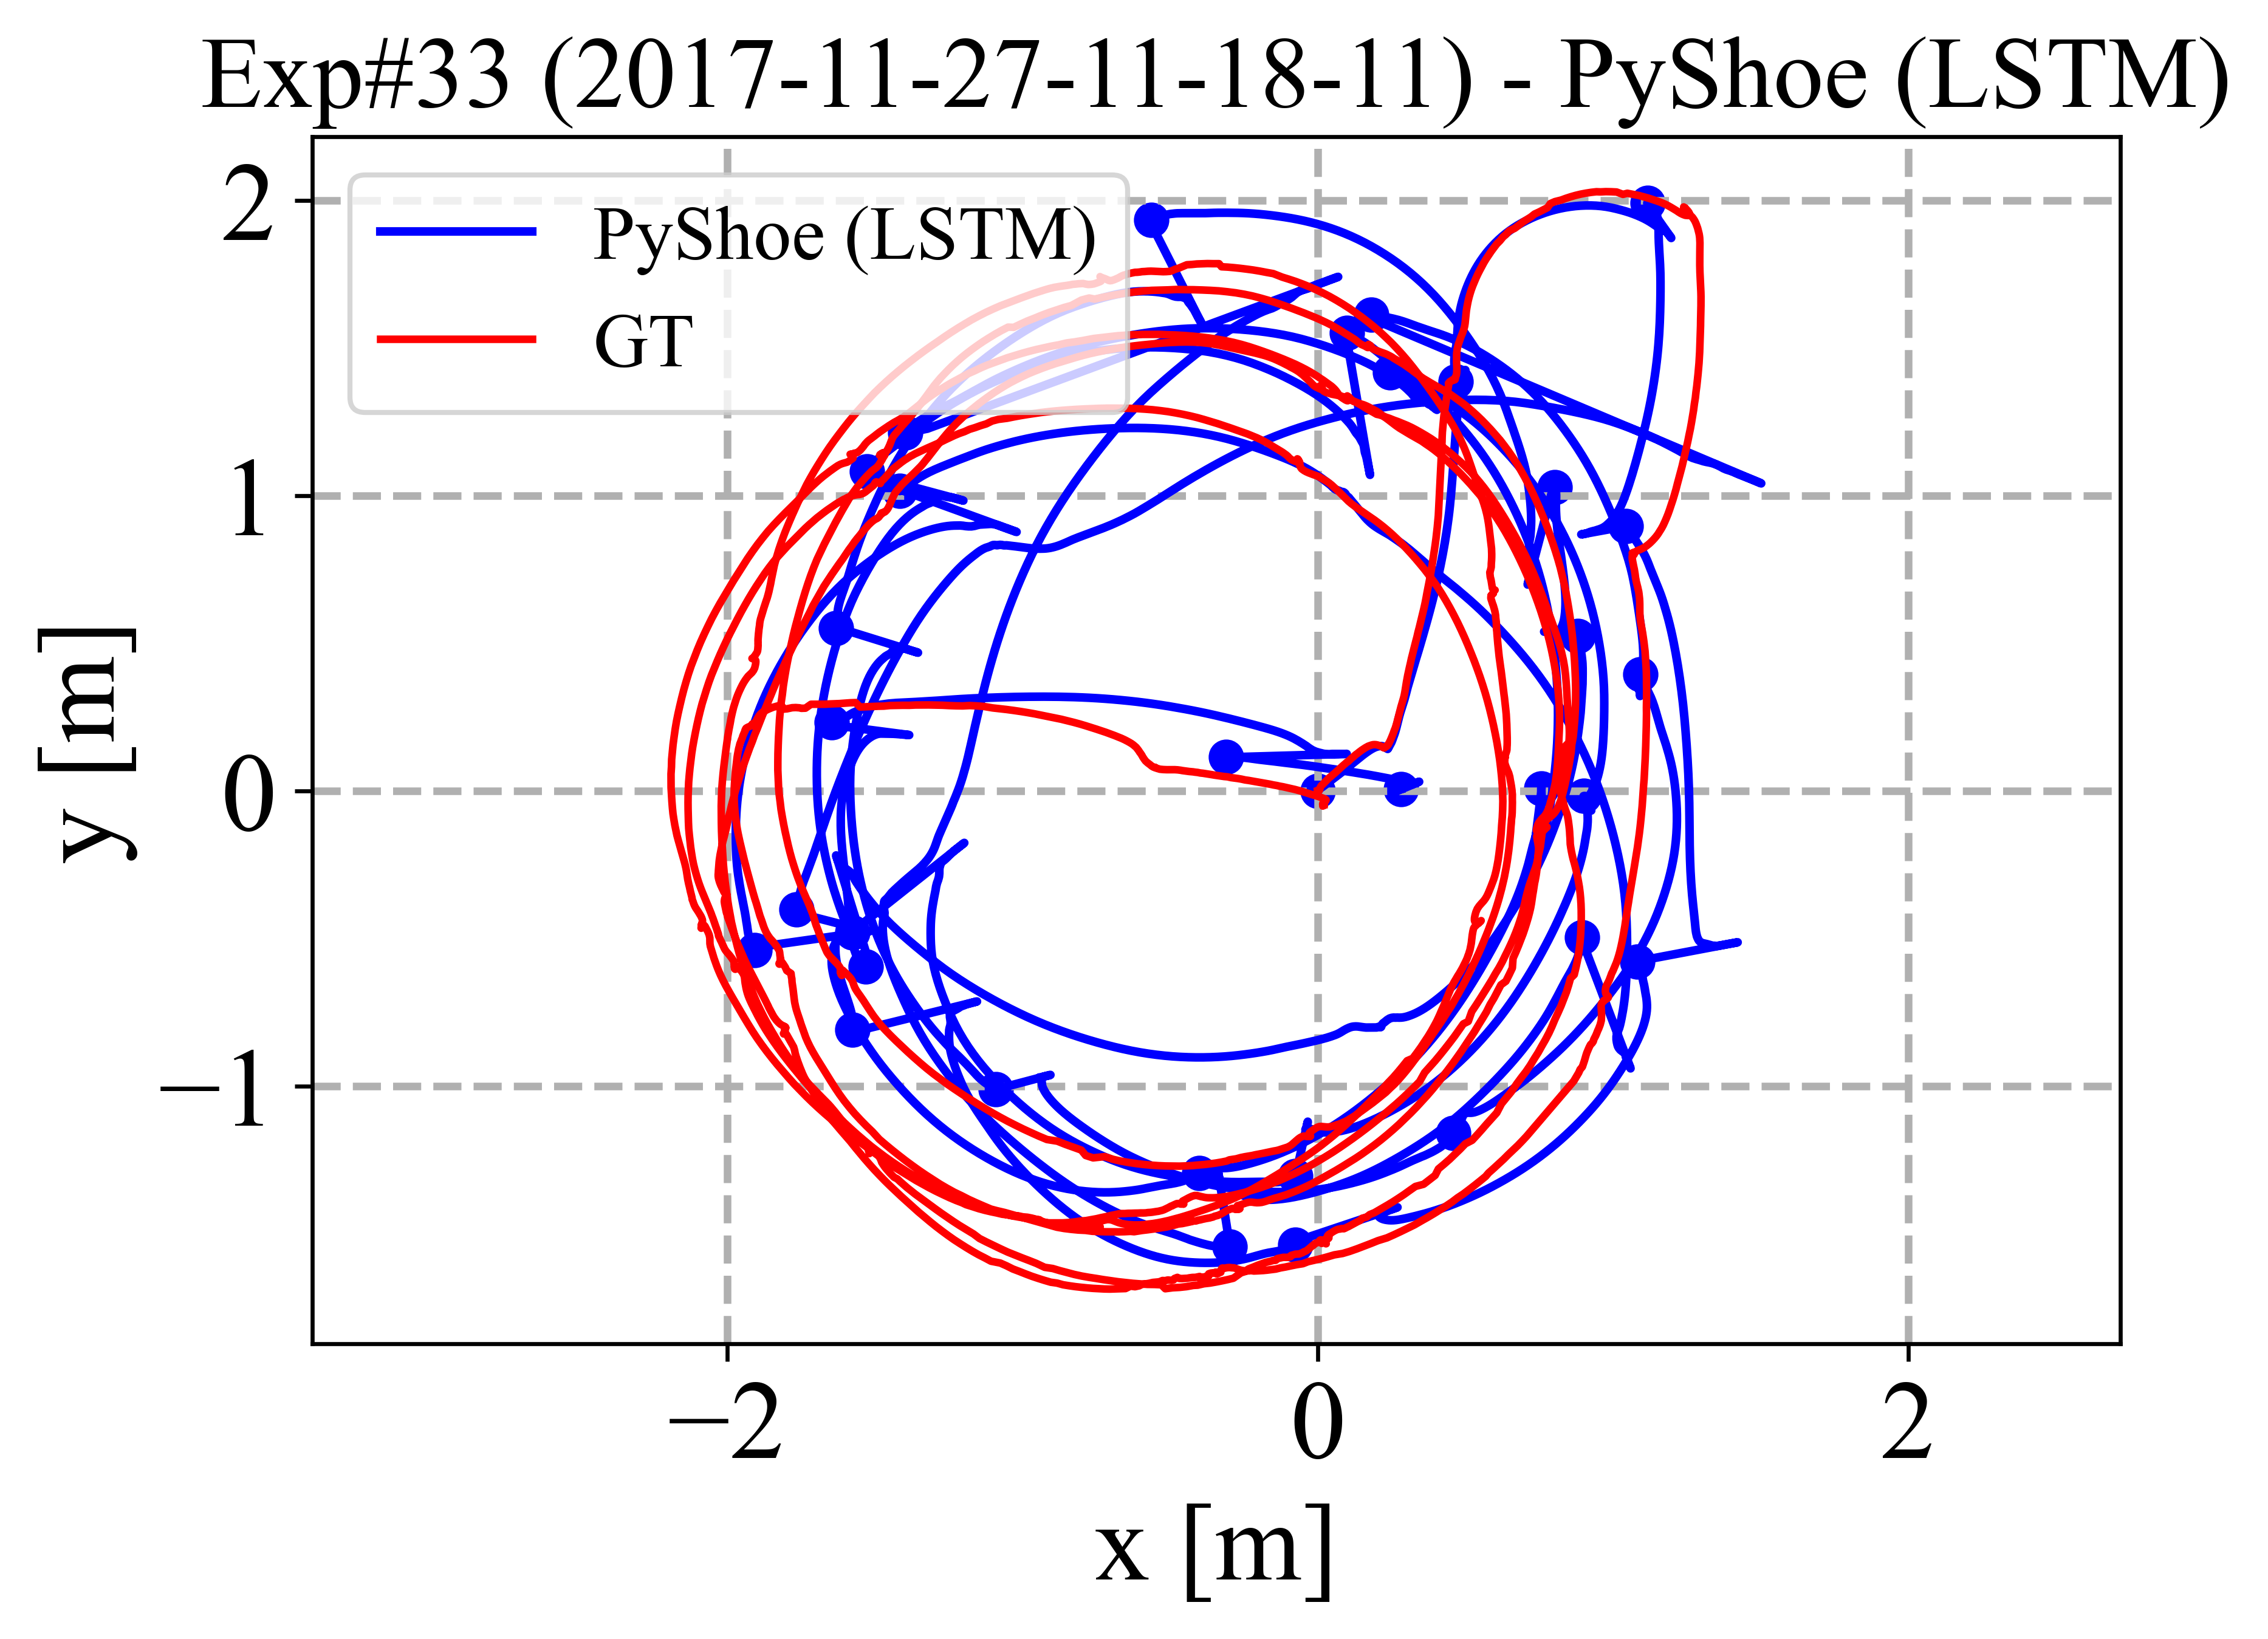 Exp#33 (2017-11-27-11-18-11) - PyShoe (LSTM)
PyShoe (LSTM)
GT
2
1
0
−1
y [m]
−2
0
2
x [m]